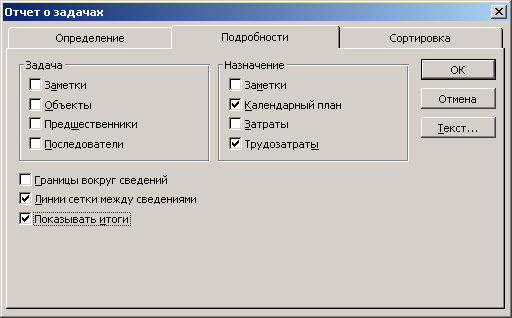 Отчет о задачах
Определение Подробности Сортировка
Задача
Заметки
Объекты
Предшественники
Последователи
Назначение
Заметки
Календарный план
Затраты
Трудозатраты
ОК
Отмена
Текст...
Границы вокруг сведений
Линии сетки между сведениями
Показывать итоги